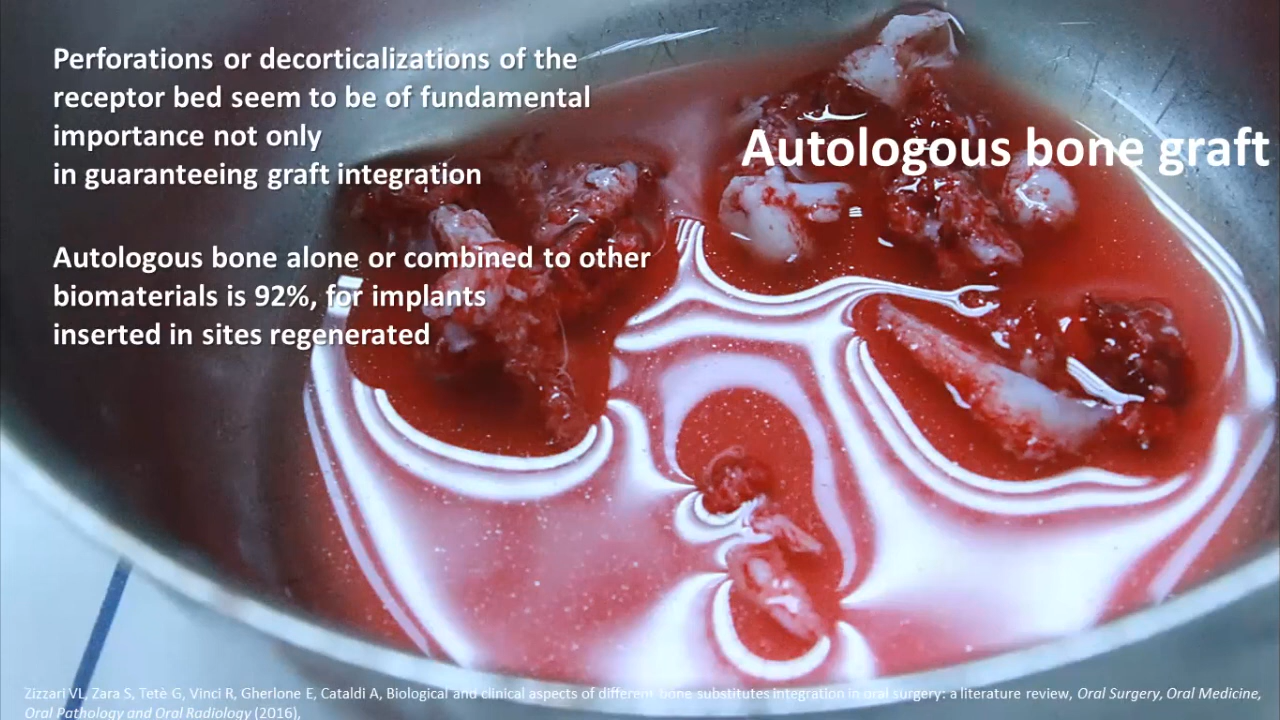 Perforations or decorticalizations of the
receptor bed seem to be of fundamental
importance not only
in guaranteeing graft integration
Autologous bone graft
Autologous bone alone or combined to other
biomaterials is 92%, for implants
inserted in sites regenerated
Zizzari VL, Zara S, Tetè G, Vinci R, Gherlone E, Cataldi A, Biological and clinical aspects of different bone substitutes integration in oral surgery: a literature review, Oral Surgery, Oral Medicine,
Oral Pathology and Oral Radiology (2016),